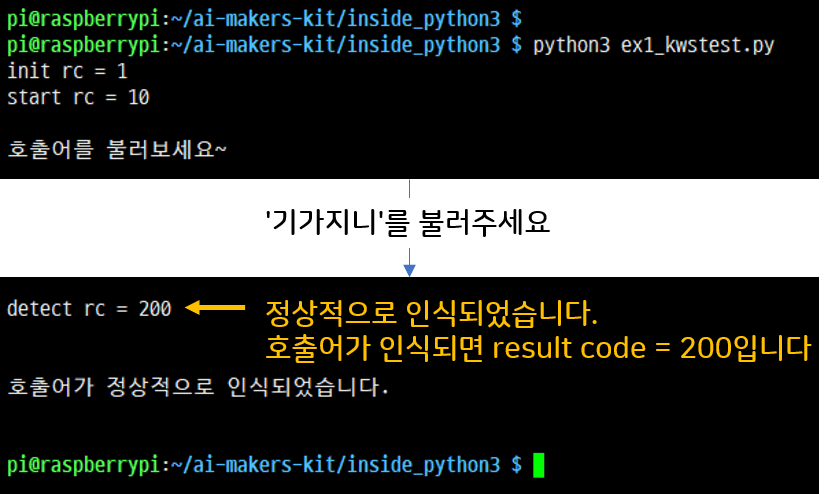 pi@raspberrypi:~/ai-makers-kit/inside_python3 $
pi@raspberrypi:~/ai-makers-kit/inside_python3 $ python3 ex1_kwstest.py
init rc = 1
start rc = 10
호출어를 불러보세요~
'기가지니'를 불러주세요
detect rc = 200
정상적으로 인식되었습니다.
호출어가 인식되면 result code = 200입니다
호출어가 정상적으로 인식되었습니다.
pi@raspberrypi:~/ai-makers-kit/inside_python3 $